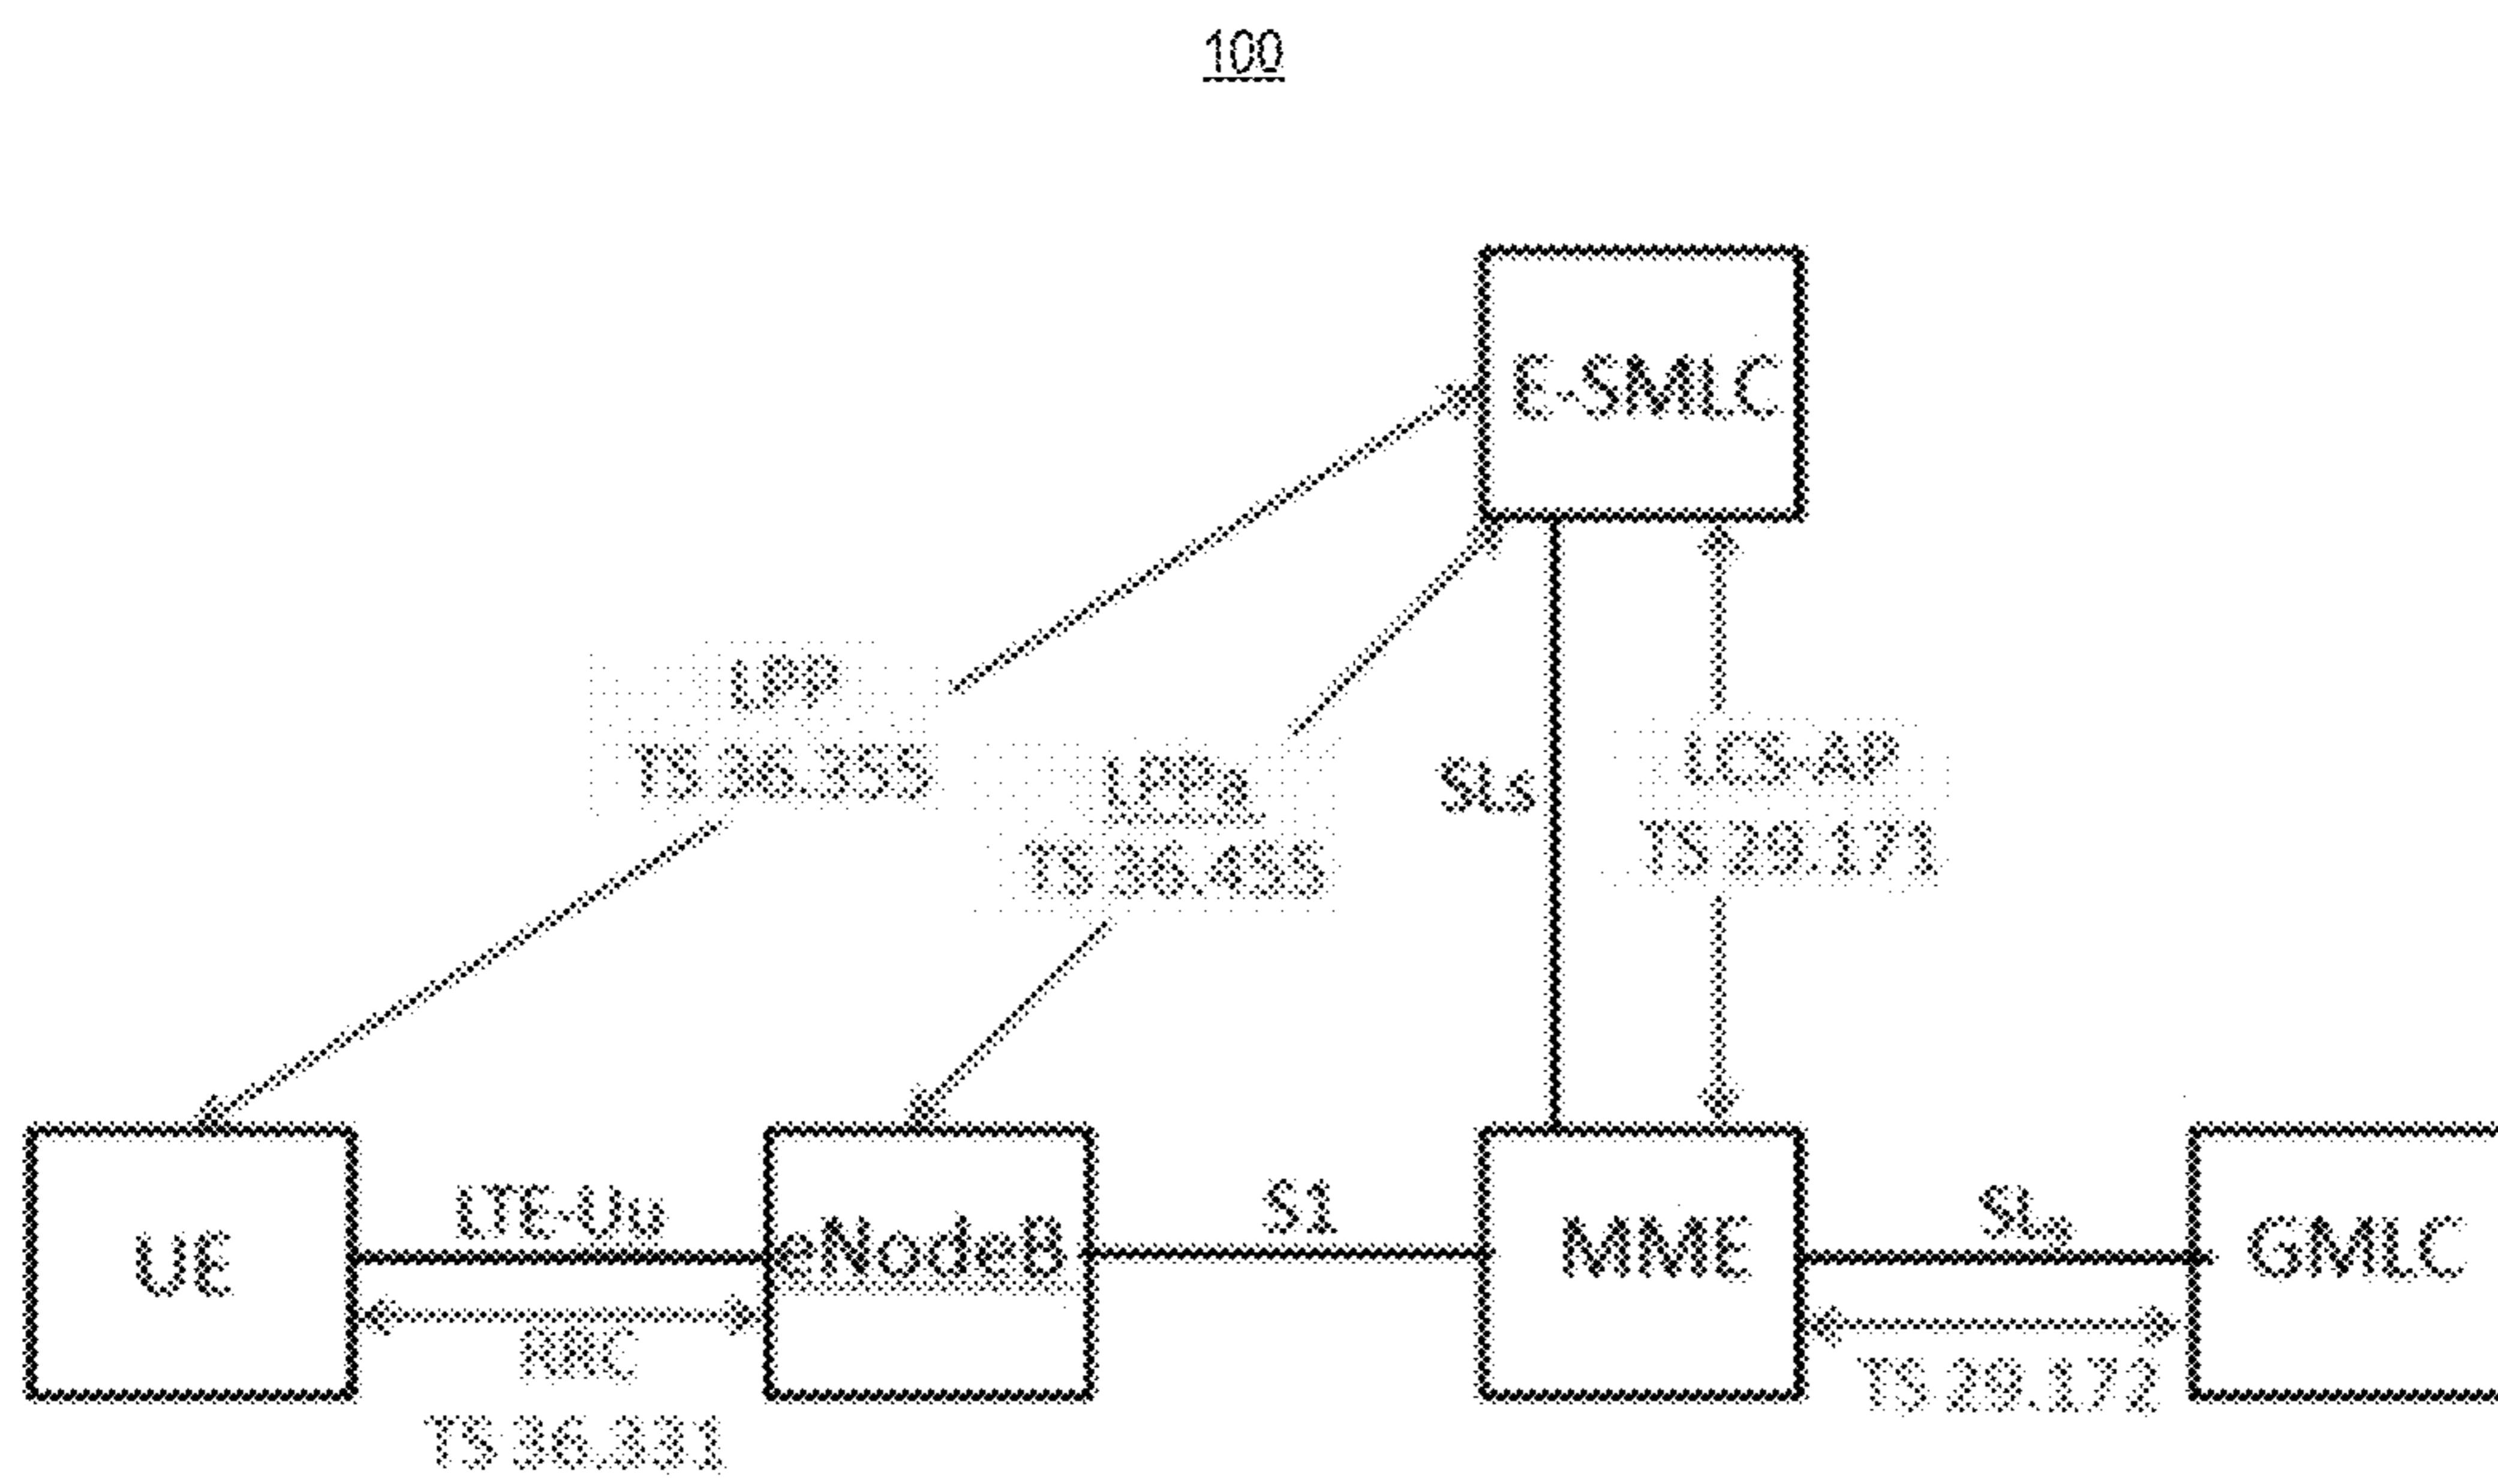 100
E-SMLC
LPP
TS 36.355
LPPa
TS 36.455
SLs
LCS-AP
TS 29.171
UE
LTE-Uu
RRC
TS 36.331
eNodeB
S1
MME
SLg
TS 29.172
GMLC